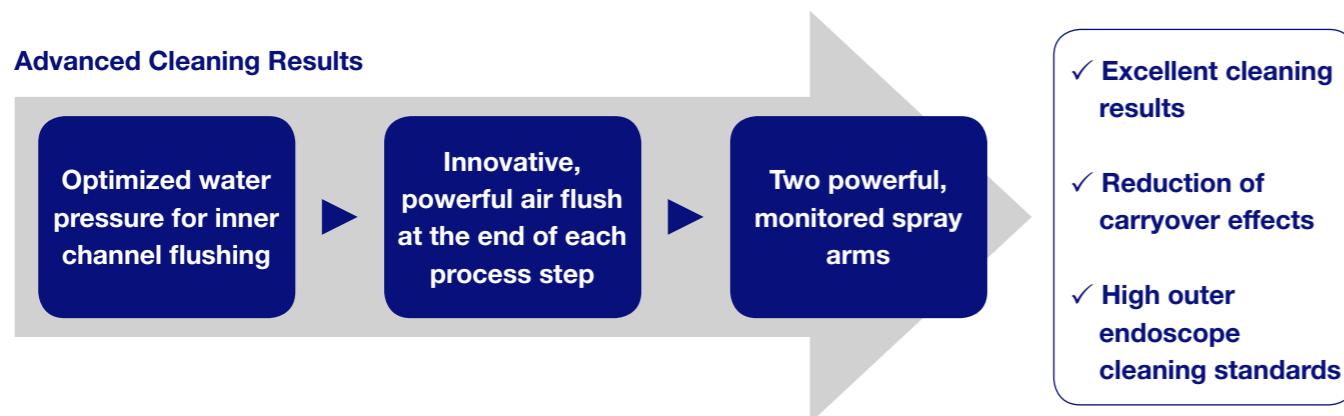 Advanced Cleaning Results
Optimized water
pressure for inner
channel flushing
Innovative,
powerful air flush
at the end of each
process step
Two powerful,
monitored spray
arms
✓ Excellent cleaning
results
✓ Reduction of
carryover effects
✓ High outer
endoscope
cleaning standards